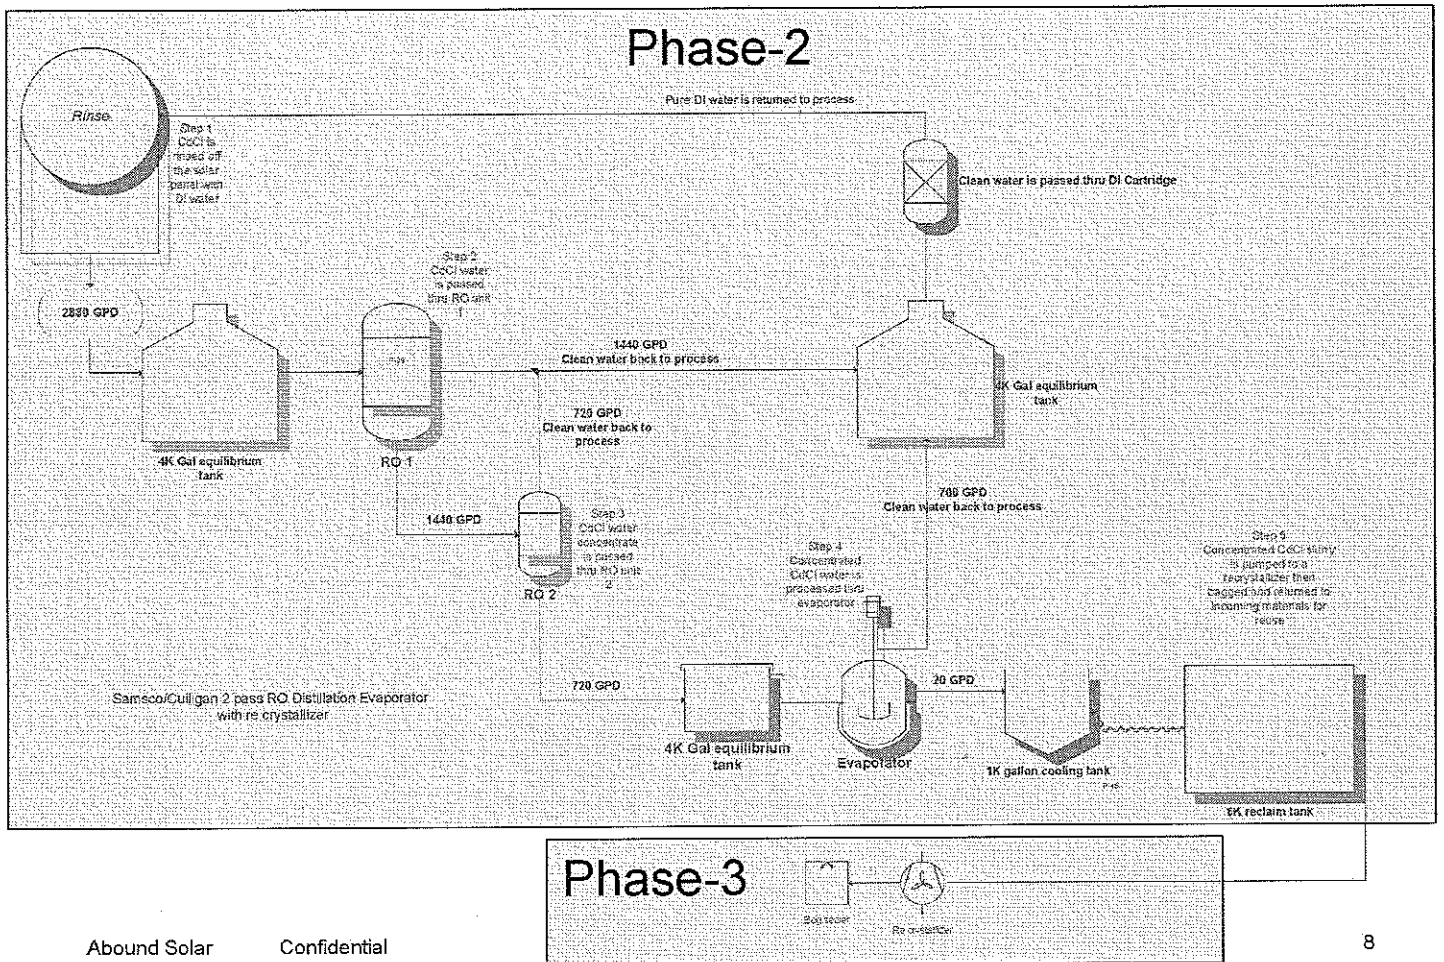 Phase-2
Pure DI water is returned to process
Rinse
Step 1
CdCl is
rinsed off
the solar
panel with
DI water
Clean water is passed thru DI Cartridge
Step 2
CdCl water
is passed
thru RO unit
1
2880 GPD
1440 GPD
Clean water back to process
4K Gal equilibrium
tank
720 GPD
Clean water back to
process
4K Gal equilibrium
tank
RO 1
700 GPD
Clean water back to process
1440 GPD
Step 3
CdCl water
concentrate
is passed
thru RO unit
2
RO 2
Step 4
Concentrated
CdCl water is
processed thru
evaporator
Step 5
Concentrated CdCl slurry
is pumped to a
recrystallizer then
bagged and returned to
incoming materials for
reuse
720 GPD
20 GPD
Samsco/Culligan 2 pass RO Distillation Evaporator
with re crystallizer
4K Gal equilibrium
tank
Evaporator
1K gallon cooling tank
6K reclaim tank
Phase-3
Bag sealer
Re crystallizer
Abound Solar Confidential
8